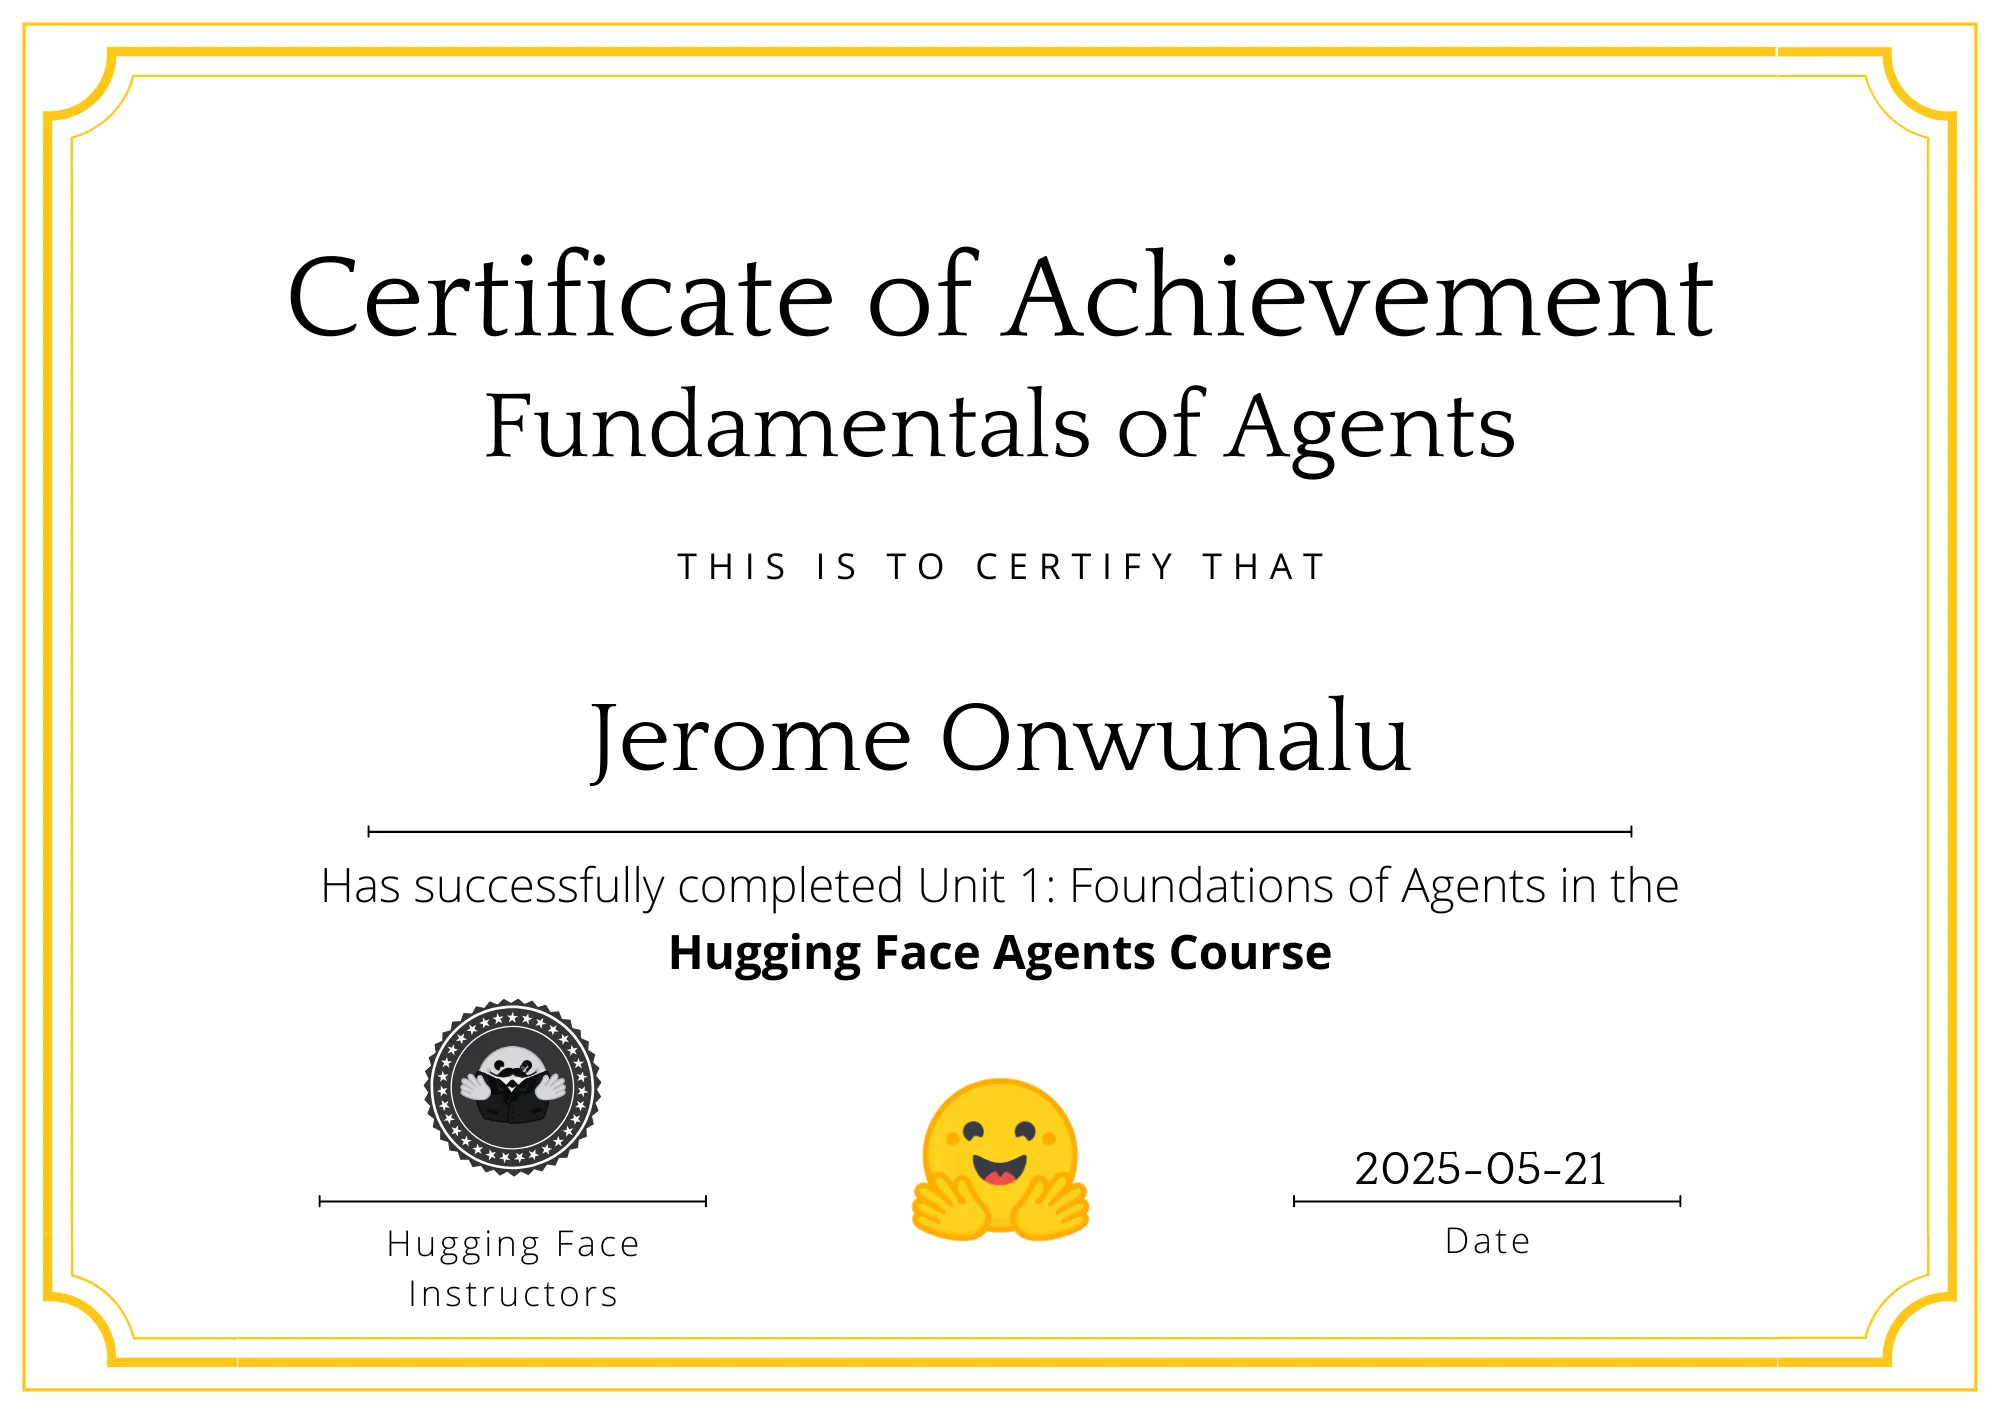 Certificate of Achievement
Fundamentals of Agents
THIS IS TO CERTIFY THAT
Jerome Onwunalu
Has successfully completed Unit 1: Foundations of Agents in the
Hugging Face Agents Course
Hugging Face
Instructors
2025-05-21
Date